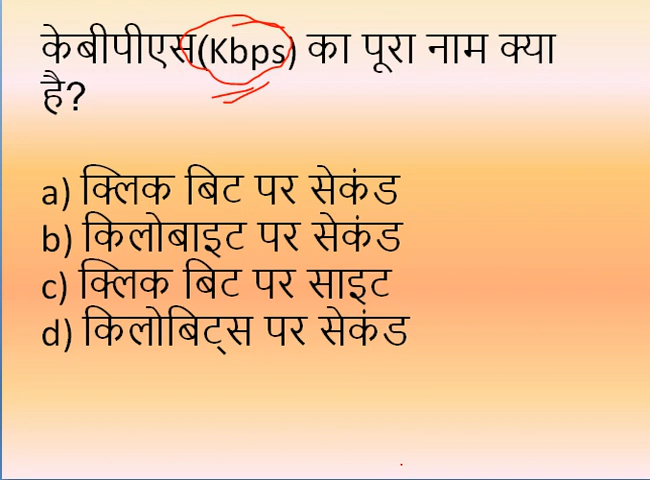 केबीपीएस(Kbps) का पूरा नाम क्या
है?
a) क्लिक बिट पर सेकंड
b) किलोबाइट पर सेकंड
c) क्लिक बिट पर साइट
d) किलोबिट्स पर सेकंड